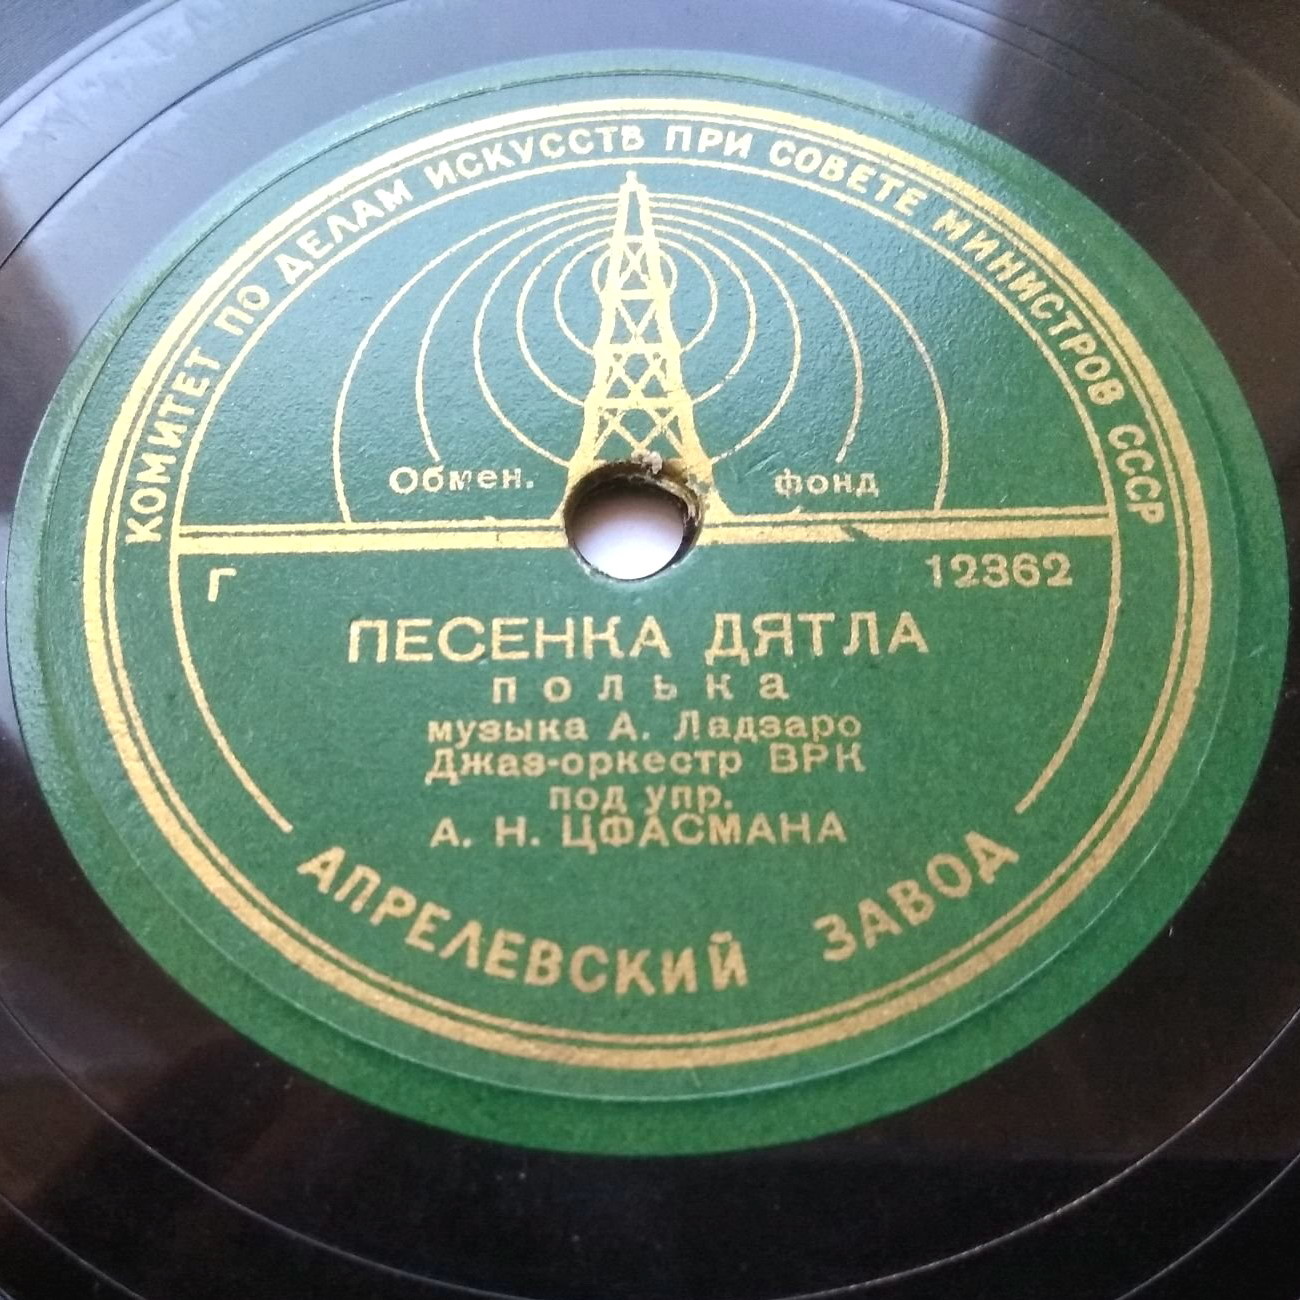 КОМИТЕТ ПО ДЕЛАМ ИСКУССТВ ПРИ СОВЕТЕ МИНИСТРОВ СССР
Обмен. фонд
Г 12362
ПЕСЕНКА ДЯТЛА
полька
музыка А. Ладзаро
Джаз-оркестр ВРК
под упр.
А. Н. ЦФАСМАНА
АПРЕЛЕВСКИЙ ЗАВОД